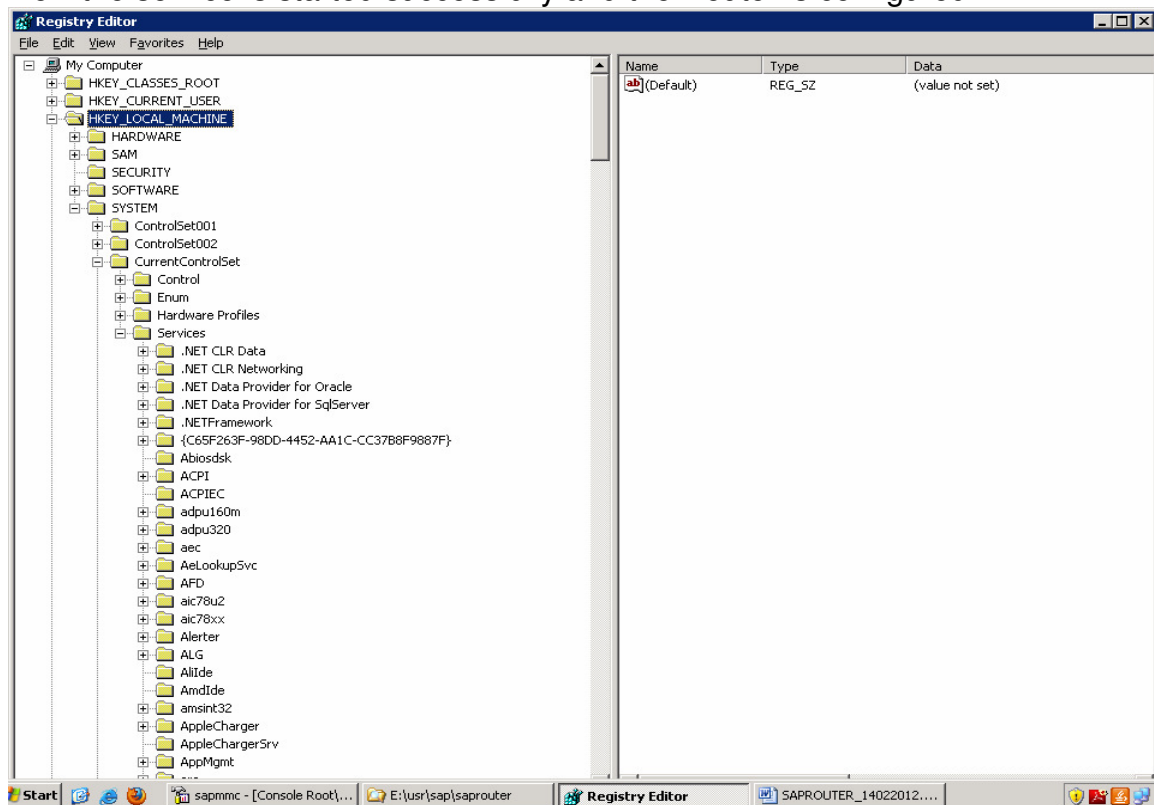 Registry Editor
File Edit View Favorites Help
My Computer
HKEY_CLASSES_ROOT
HKEY_CURRENT_USER
HKEY_LOCAL_MACHINE
HARDWARE
SAM
SECURITY
SOFTWARE
SYSTEM
ControlSet001
ControlSet002
CurrentControlSet
Control
Enum
Hardware Profiles
Services
.NET CLR Data
.NET CLR Networking
.NET Data Provider for Oracle
.NET Data Provider for SqlServer
.NETFramework
{C65F263F-98DD-4452-AA1C-CC37B8F9887F}
Abiosdsk
ACPI
ACPIEC
adpu160m
adpu320
aec
AeLookupSvc
AFD
aic78u2
aic78xx
Alerter
ALG
AliIde
AmdIde
amsint32
AppleCharger
AppleChargerSrv
AppMgmt
Name Type Data
(Default) REG_SZ (value not set)
Start sapmmc - [Console Root\... E:\usr\sap\saprouter Registry Editor SAPROUTER_14022012....